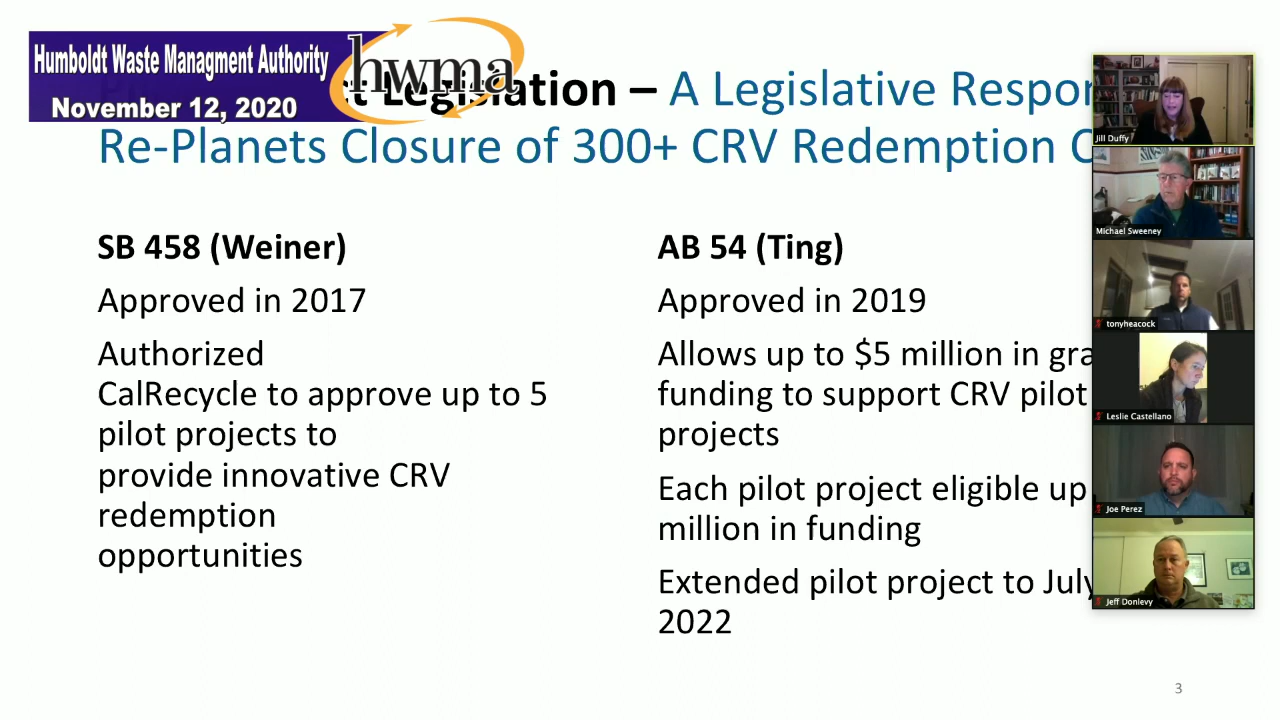 Humboldt Waste Managment Authority
November 12, 2020
hwma
Legislation – A Legislative
Re-Planets Closure of 300+ CRV Redemption
SB 458 (Weiner)
Approved in 2017
Authorized
CalRecycle to approve up to 5
pilot projects to
provide innovative CRV
redemption
opportunities
AB 54 (Ting)
Approved in 2019
Allows up to $5 million in
funding to support CRV pilot
projects
Each pilot project eligible up
million in funding
Extended pilot project to July
2022
3
Jill Duffy
Michael Sweeney
tonyheacock
Leslie Castellano
Joe Perez
Jeff Donlevy